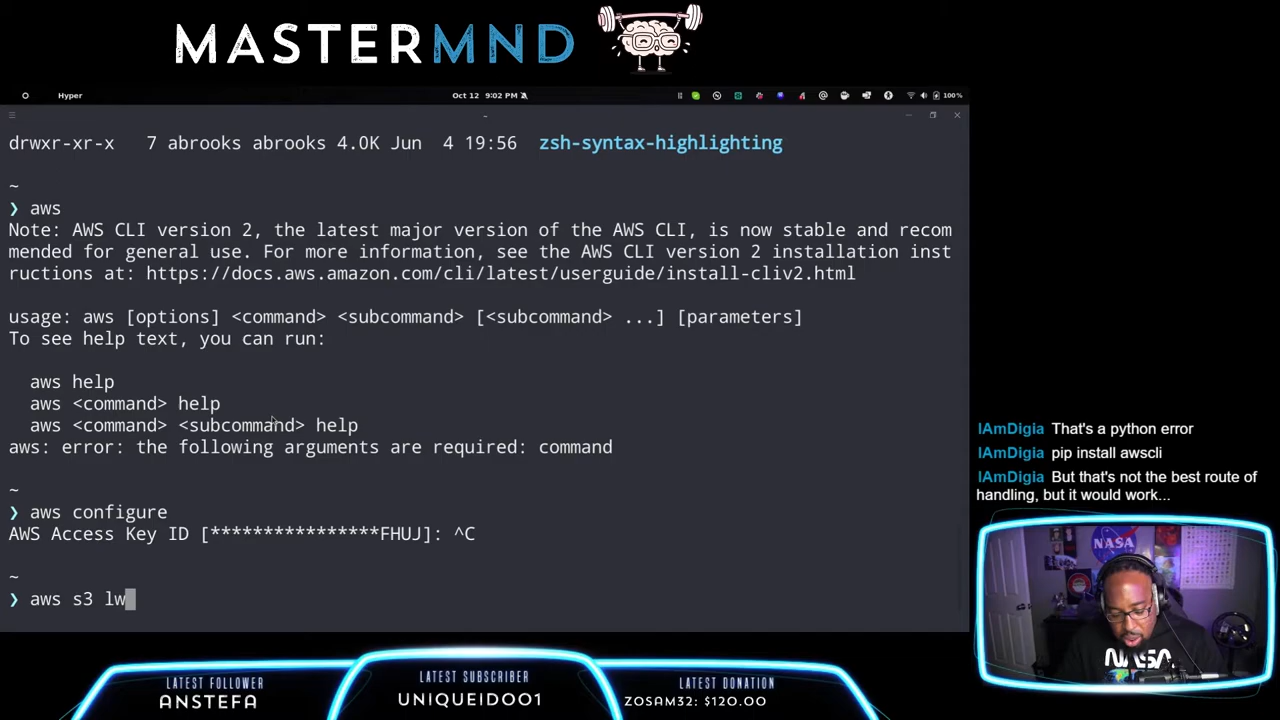 MASTERMND
Hyper
Oct 12 9:02 PM
100%
drwxr-xr-x 7 abrooks abrooks 4.0K Jun 4 19:56 zsh-syntax-highlighting
~
❯ aws
Note: AWS CLI version 2, the latest major version of the AWS CLI, is now stable and recom
mended for general use. For more information, see the AWS CLI version 2 installation inst
ructions at: https://docs.aws.amazon.com/cli/latest/userguide/install-cliv2.html
usage: aws [options] <command> <subcommand> [<subcommand> ...] [parameters]
To see help text, you can run:
aws help
aws <command> help
aws <command> <subcommand> help
aws: error: the following arguments are required: command
~
❯ aws configure
AWS Access Key ID [****************FHUJ]: ^C
~
❯ aws s3 lw
IAmDigia That's a python error
IAmDigia pip install awscli
IAmDigia But that's not the best route of
handling, but it would work...
NASA
NASA
LATEST FOLLOWER
ANSTEFA
LATEST SUBSCRIBER
UNIQUEID001
LATEST DONATION
ZOSAM32: $120.00